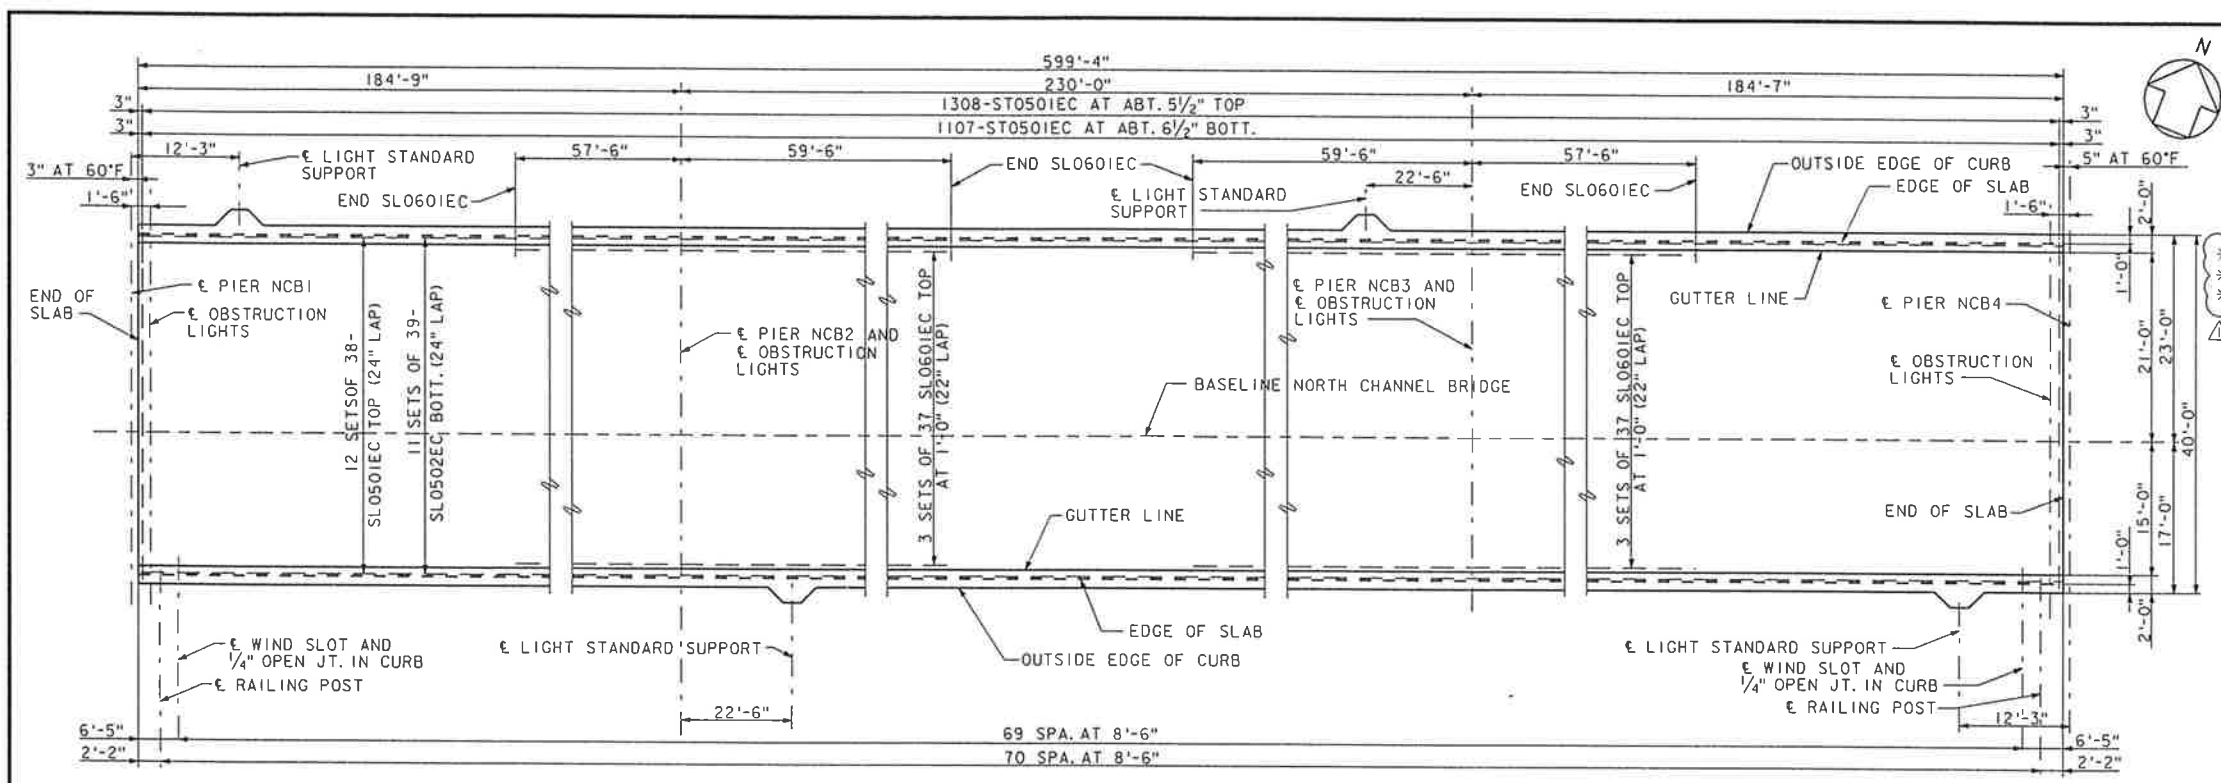 N
599'-4"
184'-9"
230'-0"
184'-7"
3"
1308-ST0501EC AT ABT. 5½" TOP
3"
3"
1107-ST0501EC AT ABT. 6½" BOTT.
3"
12'-3"
℄ LIGHT STANDARD
SUPPORT
57'-6"
59'-6"
END SL0601EC
59'-6"
57'-6"
OUTSIDE EDGE OF CURB
5" AT 60°F
3" AT 60°F
END SL0601EC
℄ LIGHT STANDARD
SUPPORT
22'-6"
END SL0601EC
EDGE OF SLAB
1'-6"
1'-6"
2'-0"
END OF
SLAB
℄ PIER NCB1
℄ OBSTRUCTION
LIGHTS
12 SETSOF 38-
SL0501EC TOP (24" LAP)
11 SETS OF 39-
SL0502EC BOTT. (24" LAP)
℄ PIER NCB2 AND
℄ OBSTRUCTION
LIGHTS
3 SETS OF 37 SL0601EC TOP
AT 1'-0" (22" LAP)
BASELINE NORTH CHANNEL BRIDGE
℄ PIER NCB3 AND
℄ OBSTRUCTION
LIGHTS
3 SETS OF 37 SL0601EC TOP
AT 1'-0" (22" LAP)
GUTTER LINE
℄ PIER NCB4
℄ OBSTRUCTION
LIGHTS
END OF SLAB
1'-0"
21'-0"
23'-0"
40'-0"
15'-0"
17'-0"
1'-0"
2'-0"
GUTTER LINE
EDGE OF SLAB
OUTSIDE EDGE OF CURB
℄ WIND SLOT AND
¼" OPEN JT. IN CURB
℄ RAILING POST
℄ LIGHT STANDARD SUPPORT
℄ LIGHT STANDARD SUPPORT
℄ WIND SLOT AND
¼" OPEN JT. IN CURB
℄ RAILING POST
22'-6"
12'-3"
6'-5"
69 SPA. AT 8'-6"
6'-5"
2'-2"
70 SPA. AT 8'-6"
2'-2"